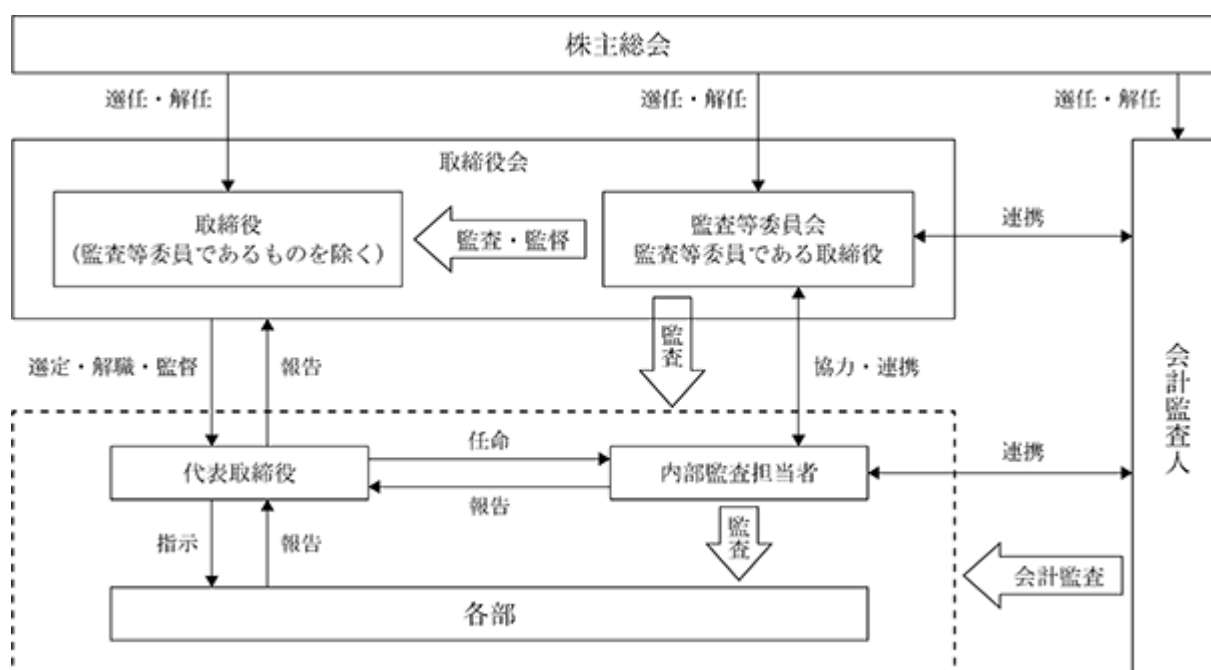 株主総会
選任・解任
選任・解任
選任・解任
取締役会
取締役
(監査等委員であるものを除く)
監査・監督
監査等委員会
監査等委員である取締役
連携
選定・解職・監督
報告
監査
協力・連携
会計監査人
代表取締役
任命
報告
内部監査担当者
連携
指示
報告
監査
会計監査
各部